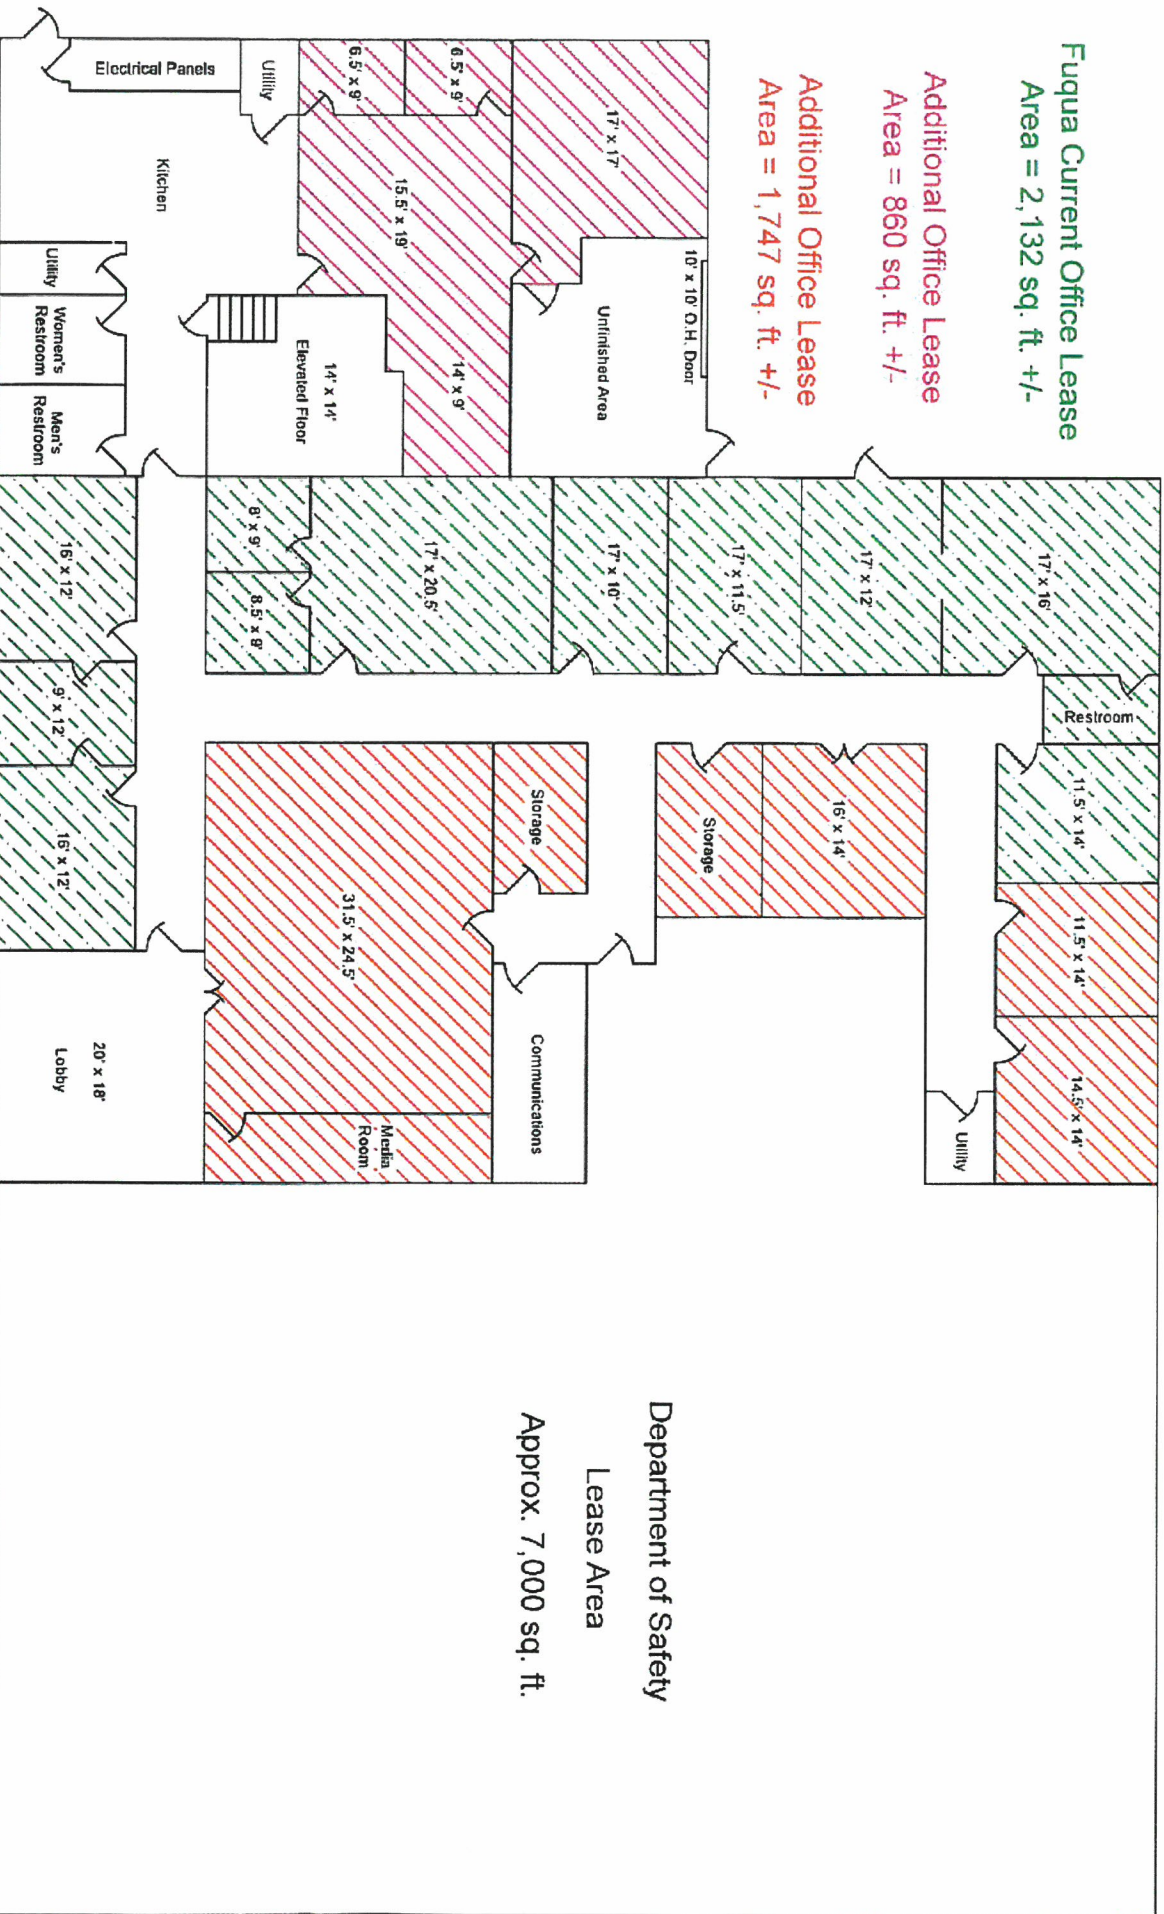 Fuqua Current Office Lease
Area = 2,132 sq. ft. +/-
Additional Office Lease
Area = 860 sq. ft. +/-
Additional Office Lease
Area = 1,747 sq. ft. +/-
17' x 16'
Restroom
11.5' x 14'
11.5' x 14'
14.5' x 14'
Utility
17' x 12'
16' x 14'
17' x 11.5'
Storage
10' x 10' O.H. Door
17' x 17'
Unfinished Area
17' x 10'
Storage
Communications
6.5' x 9'
14' x 9'
17' x 20.5'
15.5' x 19'
6.5' x 9'
14' x 14'
Elevated Floor
31.5' x 24.5'
Media
Room
Utility
8' x 9'
8.5' x 9'
Electrical Panels
Kitchen
Utility
Women's
Restroom
Men's
Restroom
16' x 12'
9' x 12'
16' x 12'
20' x 18'
Lobby
Department of Safety
Lease Area
Approx. 7,000 sq. ft.